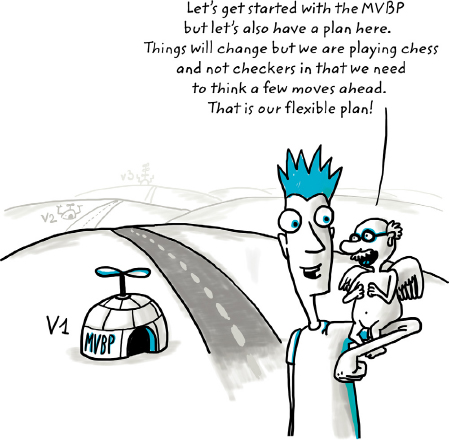 Let's get started with the MVBP
but let's also have a plan here.
Things will change but we are playing chess
and not checkers in that we need
to think a few moves ahead.
That is our flexible plan!
V3
V2
V1
MVBP